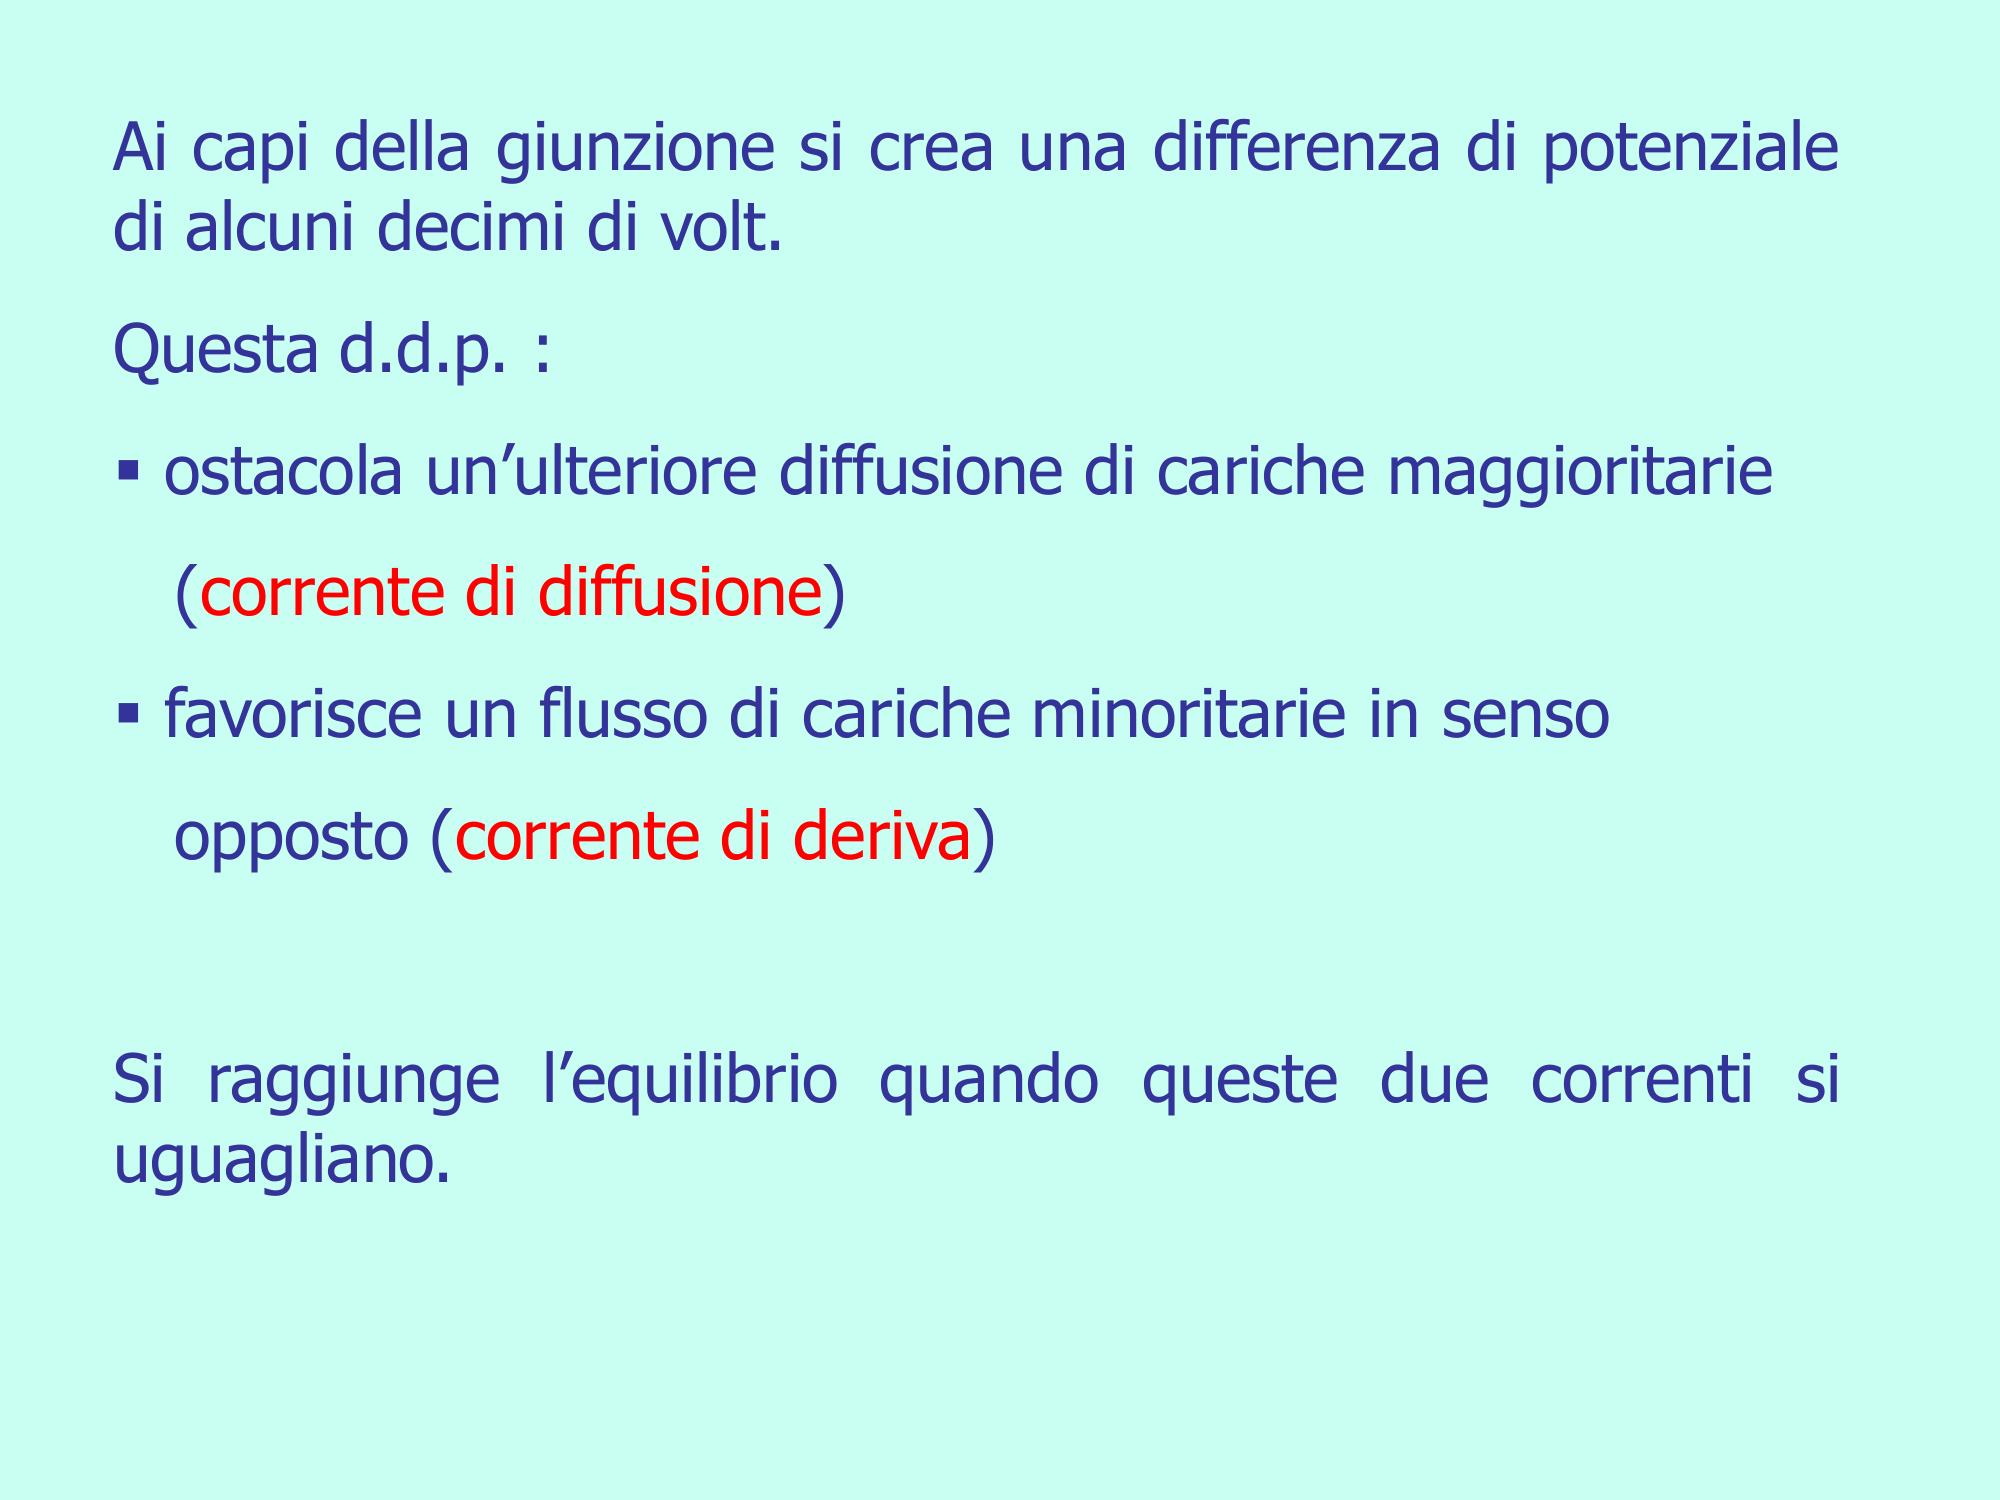 Ai capi della giunzione si crea una differenza di potenziale
di alcuni decimi di volt.
Questa d.d.p. :
▪ ostacola un’ulteriore diffusione di cariche maggioritarie
(corrente di diffusione)
▪ favorisce un flusso di cariche minoritarie in senso
opposto (corrente di deriva)
Si raggiunge l’equilibrio quando queste due correnti si
uguagliano.